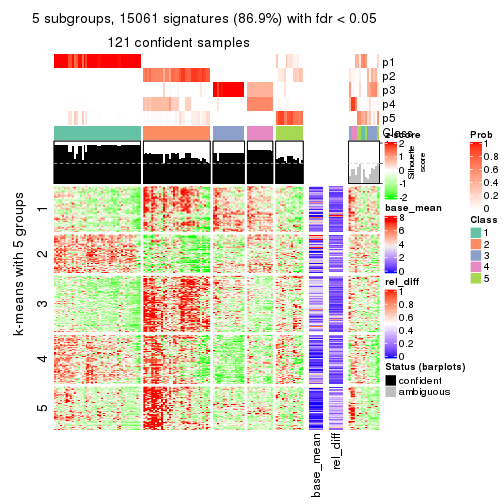 5 subgroups, 15061 signatures (86.9%) with fdr < 0.05
121 confident samples
p1
p2
p3
p4
p5
Class
z-score
2
1
0
-1
-2
Silhouette
score
Prob
1
0.8
0.6
0.4
0.2
0
base_mean
8
6
4
2
0
Class
1
2
3
4
5
rel_diff
1
0.8
0.6
0.4
0.2
0
Status (barplots)
confident
ambiguous
k-means with 5 groups
1
2
3
4
5
base_mean
rel_diff